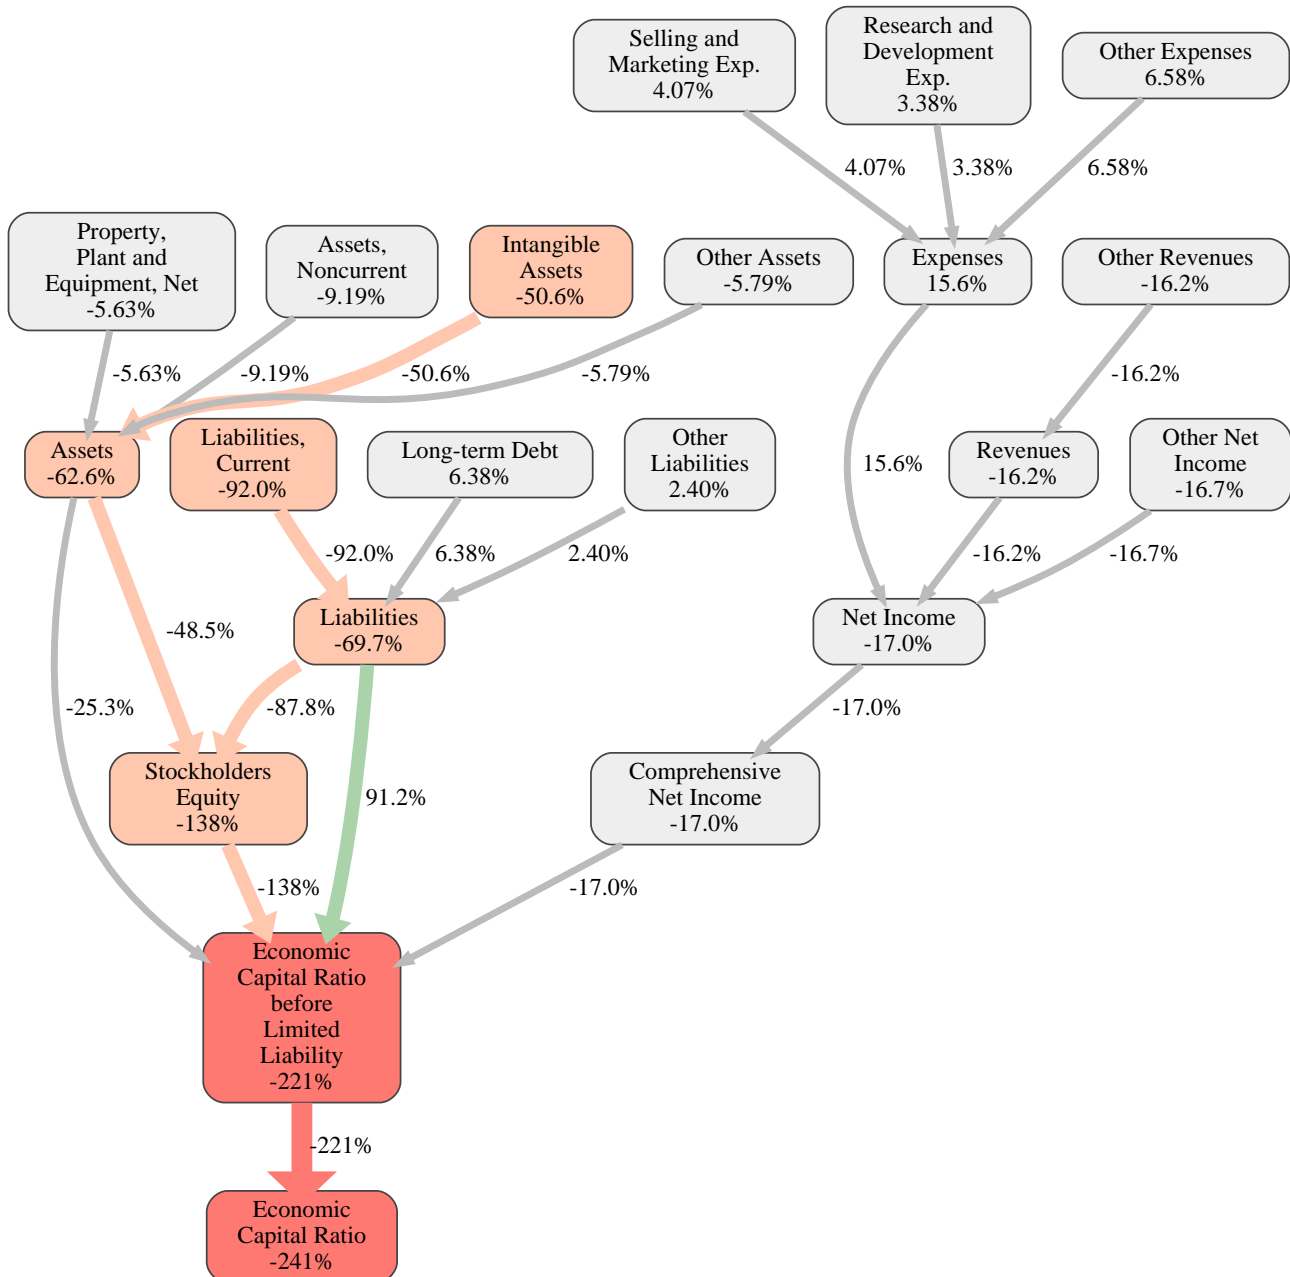 Selling and
Marketing Exp.
4.07%
Research and
Development
Exp.
3.38%
Other Expenses
6.58%
4.07%
3.38%
6.58%
Property,
Plant and
Equipment, Net
-5.63%
Assets,
Noncurrent
-9.19%
Intangible
Assets
-50.6%
Other Assets
-5.79%
Expenses
15.6%
Other Revenues
-16.2%
-5.63%
-9.19%
-50.6%
-5.79%
-16.2%
Assets
-62.6%
Liabilities,
Current
-92.0%
Long-term Debt
6.38%
Other
Liabilities
2.40%
15.6%
Revenues
-16.2%
Other Net
Income
-16.7%
-92.0%
6.38%
2.40%
-16.2%
-16.7%
-48.5%
Liabilities
-69.7%
Net Income
-17.0%
-25.3%
-87.8%
-17.0%
Stockholders
Equity
-138%
91.2%
Comprehensive
Net Income
-17.0%
-138%
-17.0%
Economic
Capital Ratio
before
Limited
Liability
-221%
-221%
Economic
Capital Ratio
-241%